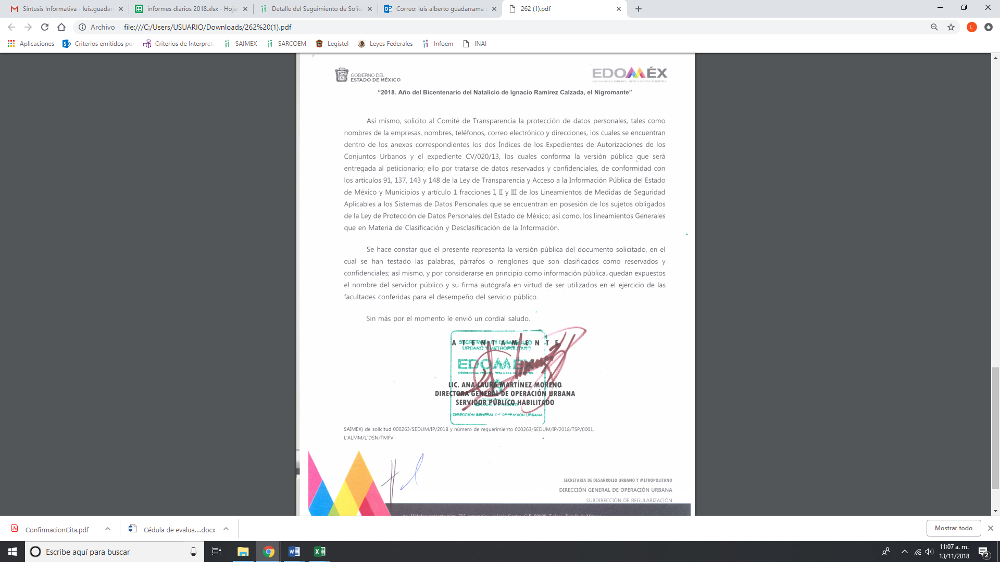 Síntesis Informativa - luis.guadar
informes diarios 2018.xlsx - Hoja
Detalle del Seguimiento de Solici
Correo: luis alberto guadarrama
262 (1).pdf
Archivo
file:///C:/Users/USUARIO/Downloads/262%20(1).pdf
L
Aplicaciones
Criterios emitidos po
Criterios de Interpreta
SAIMEX
SARCOEM
Legistel
Leyes Federales
Infoem
INAI
GOBIERNO DEL
ESTADO DE MÉXICO
EDOMÉX
DECISIONES FIRMES, RESULTADOS FUERTES.
"2018. Año del Bicentenario del Natalicio de Ignacio Ramírez Calzada, el Nigromante"
Así mismo, solicito al Comité de Transparencia la protección de datos personales, tales como
nombres de la empresas, nombres, teléfonos, correo electrónico y direcciones, los cuales se encuentran
dentro de los anexos correspondientes los dos Índices de los Expedientes de Autorizaciones de los
Conjuntos Urbanos y el expediente CV/020/13, los cuales conforma la versión pública que será
entregada al peticionario; ello por tratarse de datos reservados y confidenciales, de conformidad con
los artículos 91, 137, 143 y 148 de la Ley de Transparencia y Acceso a la Información Pública del Estado
de México y Municipios y artículo 1 fracciones I, II y III de los Lineamientos de Medidas de Seguridad
Aplicables a los Sistemas de Datos Personales que se encuentran en posesión de los sujetos obligados
de la Ley de Protección de Datos Personales del Estado de México; así como, los lineamientos Generales
que en Materia de Clasificación y Desclasificación de la Información.
Se hace constar que el presente representa la versión pública del documento solicitado, en el
cual se han testado las palabras, párrafos o renglones que son clasificados como reservados y
confidenciales; así mismo, y por considerarse en principio como información pública, quedan expuestos
el nombre del servidor público y su firma autógrafa en virtud de ser utilizados en el ejercicio de las
facultades conferidas para el desempeño del servicio público.
Sin más por el momento le envió un cordial saludo.
A T E N T A M E N T E
SECRETARÍA DE DESARROLLO
URBANO Y METROPOLITANO
EDOMÉX
LIC. ANA LAURA MARTÍNEZ MORENO
DIRECTORA GENERAL DE OPERACIÓN URBANA
SERVIDOR PÚBLICO HABILITADO
DIRECCIÓN GENERAL DE OPERACIÓN URBANA
SAIMEX) de solicitud 000263/SEDUM/IP/2018 y número de requerimiento 000263/SEDUM/IP/2018/TSP/0001.
L'ALMM/L'DSN/TMFV
SECRETARÍA DE DESARROLLO URBANO Y METROPOLITANO
DIRECCIÓN GENERAL DE OPERACIÓN URBANA
SUBDIRECCIÓN DE REGULARIZACIÓN
ConfirmacionCita.pdf
Cédula de evalua....docx
Mostrar todo
Escribe aquí para buscar
11:07 a. m.
13/11/2018
2